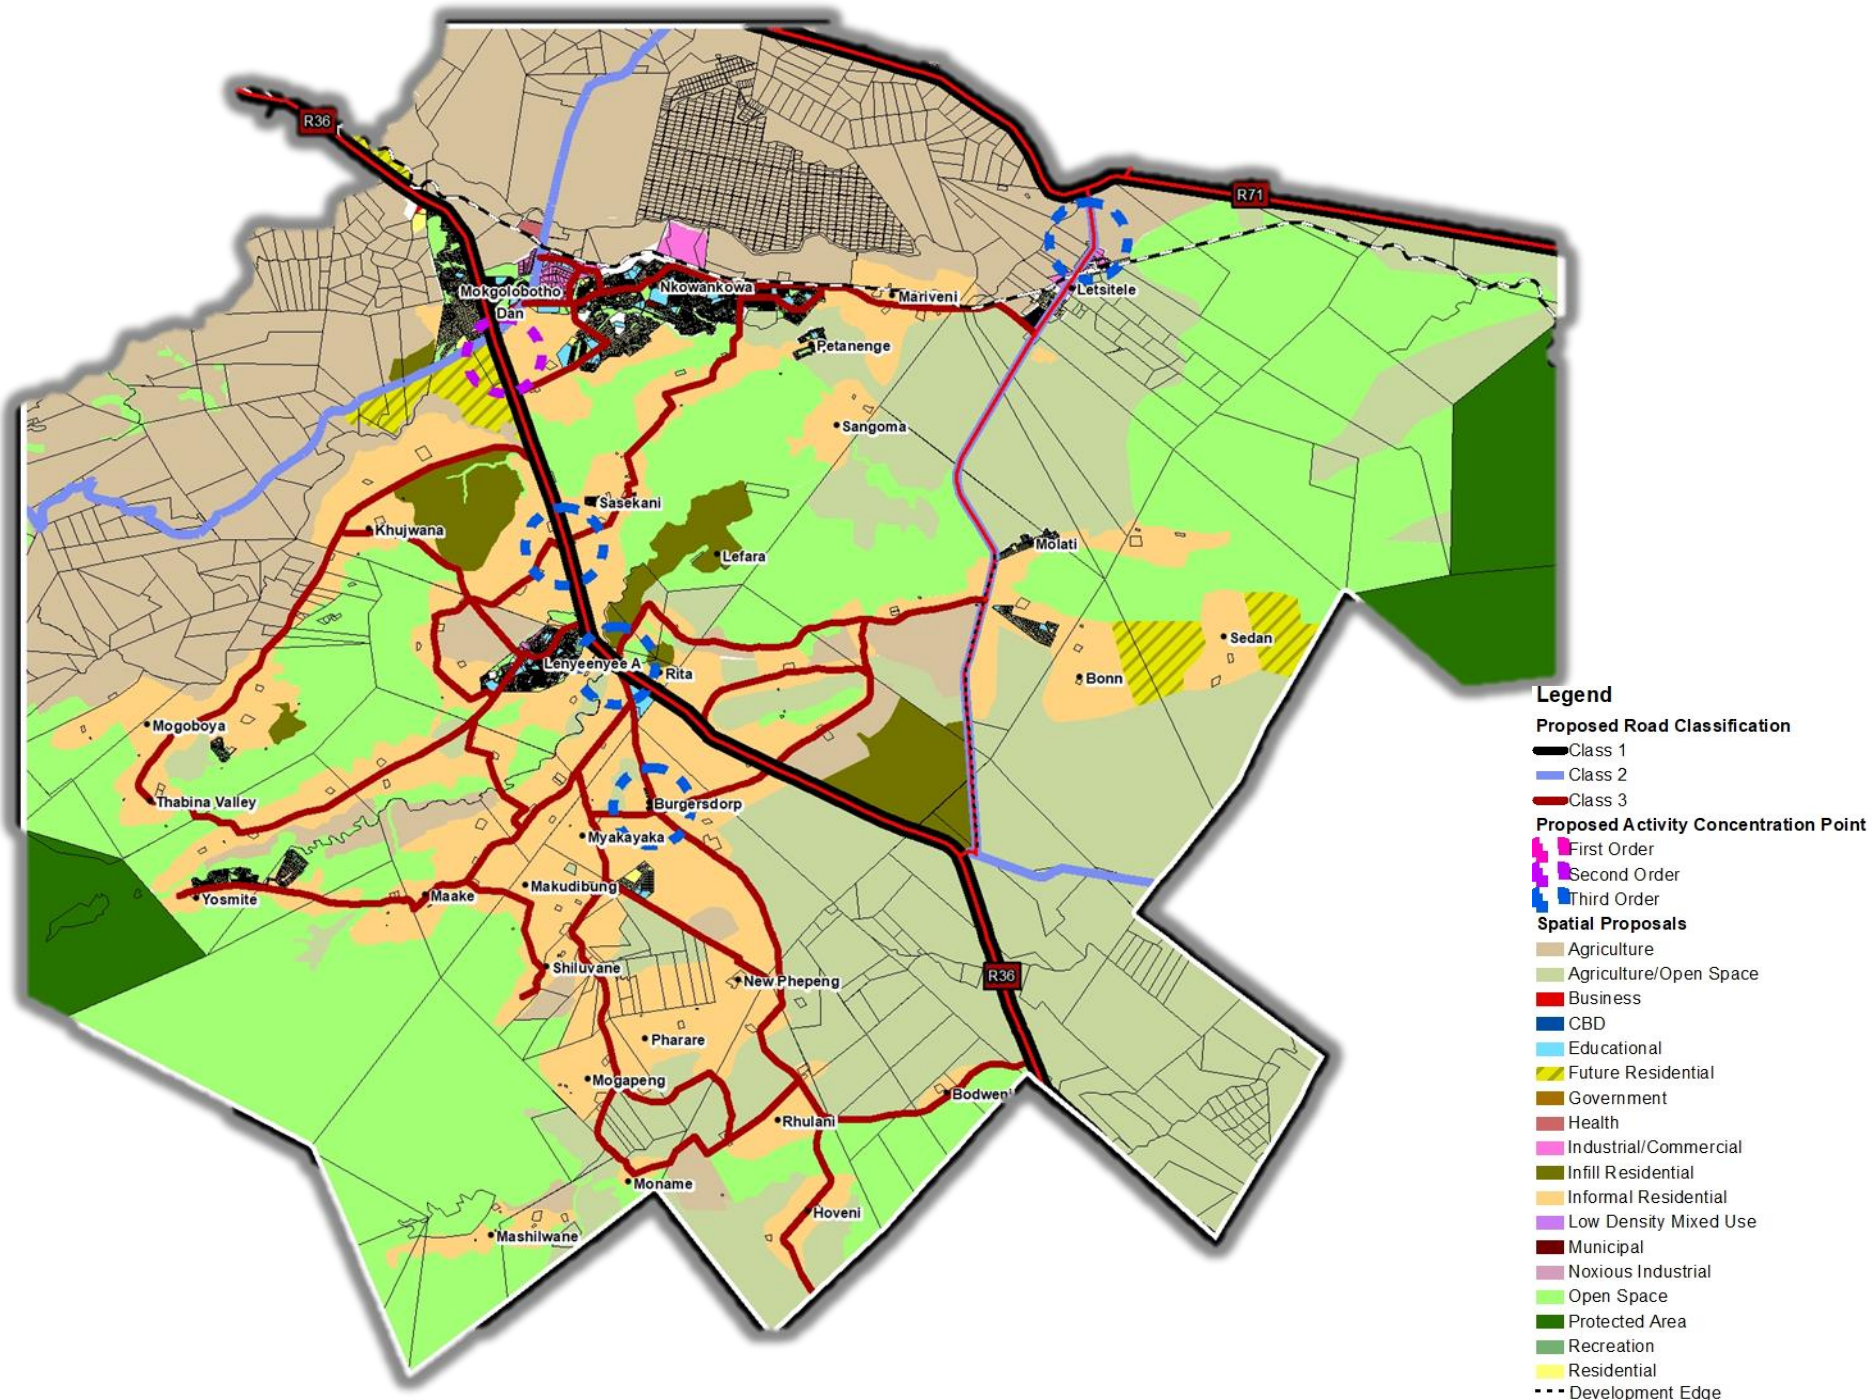 R36
R71
Mokgolobotho
Nkowankowa
Mariveni
Letsitele
Dan
Petanenge
Sangoma
Sasekani
Khujwana
Lefara
Molati
Sedan
Lenyeenyee A
Rita
Bonn
Mogoboya
Thabina Valley
Burgersdorp
Myakayaka
Makudibung
Yosmite
Maake
Shiluvane
New Phepeng
R36
Pharare
Mogapeng
Bodweni
Rhulani
Moname
Hoveni
Mashilwane
Legend
Proposed Road Classification
Class 1
Class 2
Class 3
Proposed Activity Concentration Point
First Order
Second Order
Third Order
Spatial Proposals
Agriculture
Agriculture/Open Space
Business
CBD
Educational
Future Residential
Government
Health
Industrial/Commercial
Infill Residential
Informal Residential
Low Density Mixed Use
Municipal
Noxious Industrial
Open Space
Protected Area
Recreation
Residential
Development Edge